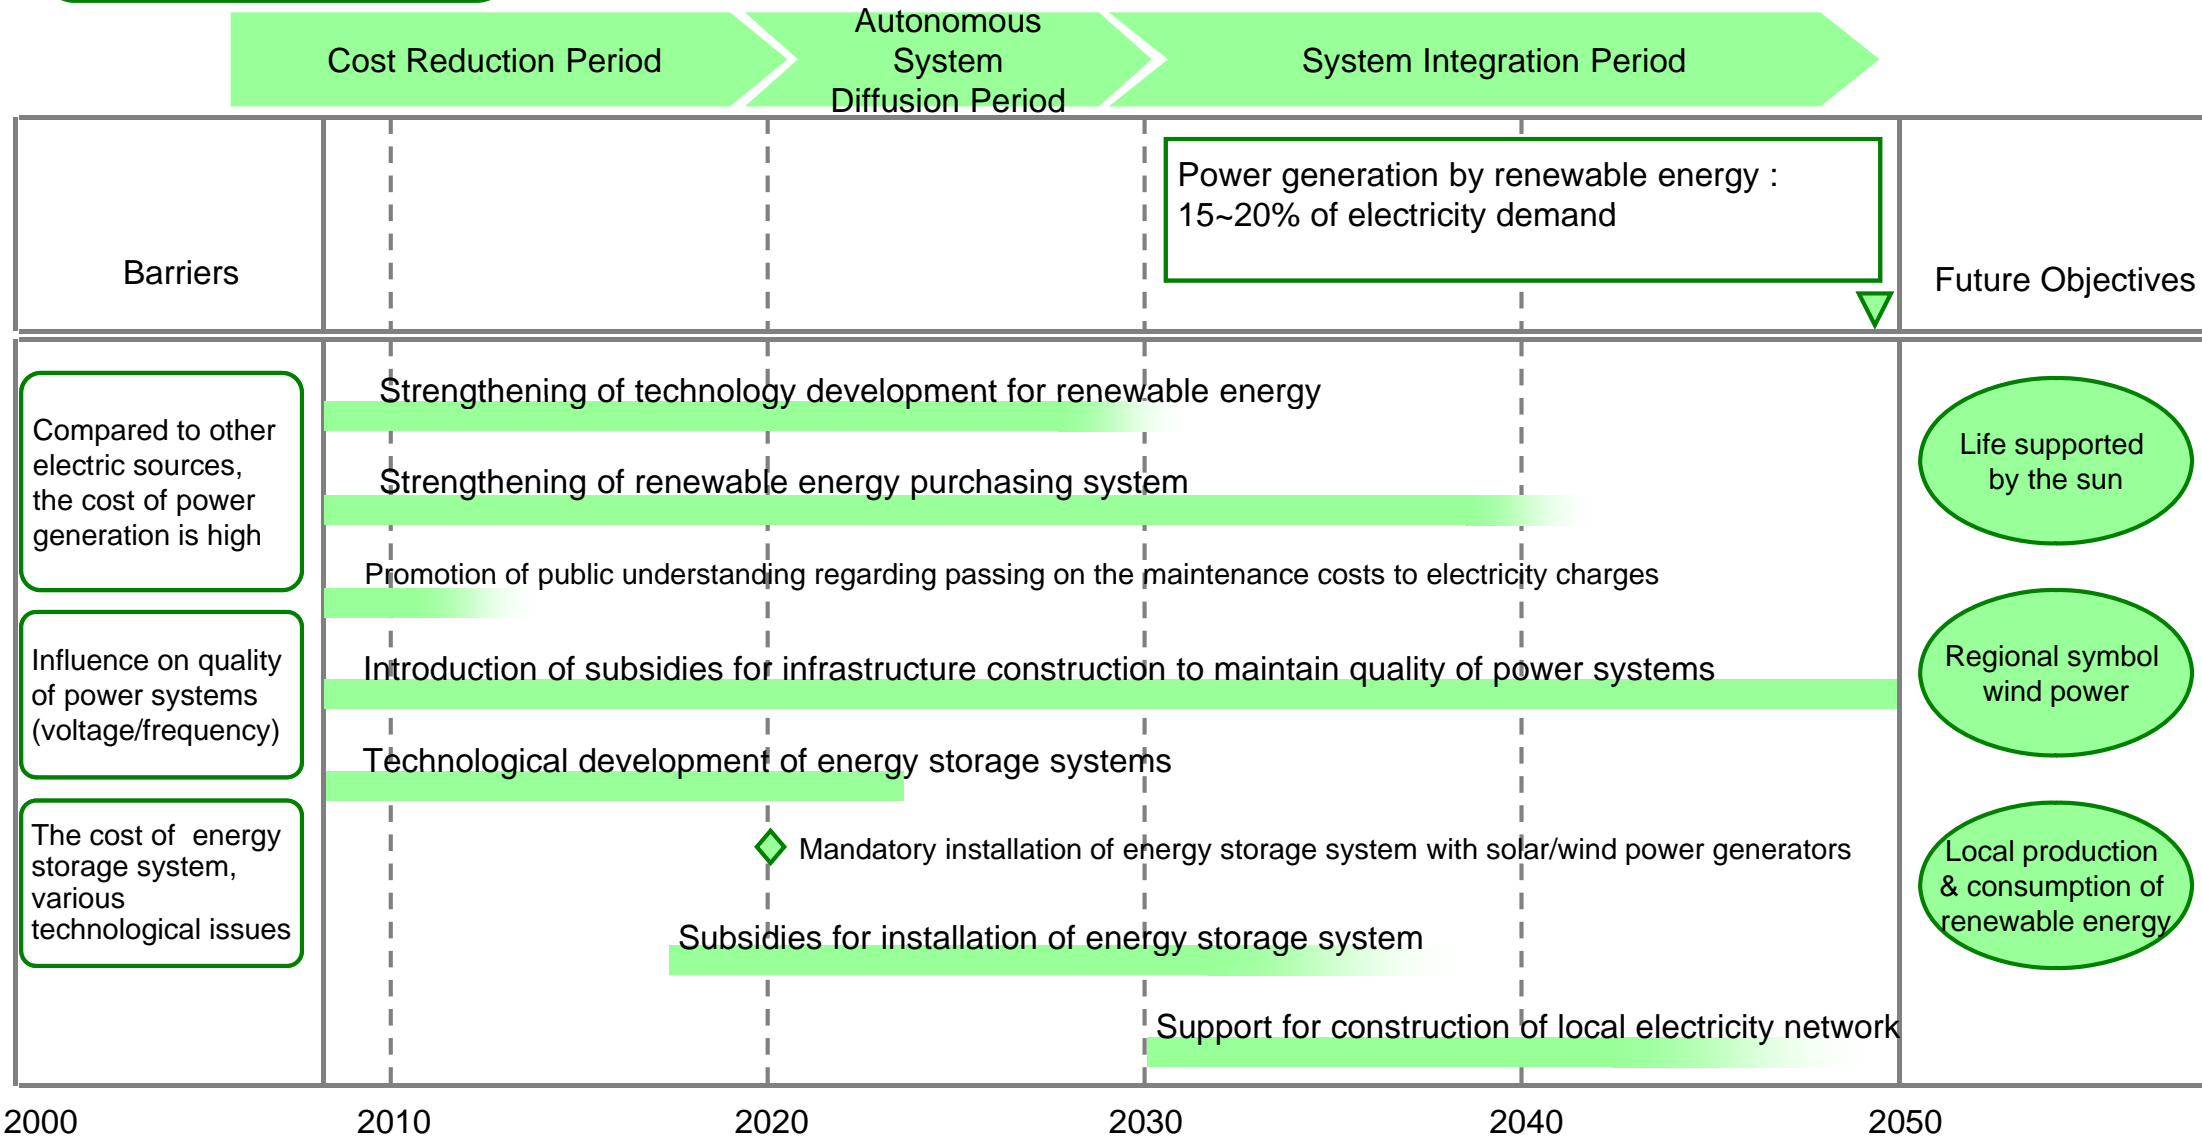 Cost Reduction Period
Autonomous
System
Diffusion Period
System Integration Period
Barriers
Power generation by renewable energy :
15~20% of electricity demand
Future Objectives
Compared to other
electric sources,
the cost of power
generation is high
Influence on quality
of power systems
(voltage/frequency)
The cost of  energy
storage system,
various
technological issues
Strengthening of technology development for renewable energy
Strengthening of renewable energy purchasing system
Promotion of public understanding regarding passing on the maintenance costs to electricity charges
Introduction of subsidies for infrastructure construction to maintain quality of power systems
Technological development of energy storage systems
Mandatory installation of energy storage system with solar/wind power generators
Subsidies for installation of energy storage system
Support for construction of local electricity network
Life supported
by the sun
Regional symbol
wind power
Local production
& consumption of
renewable energy
2000
2010
2020
2030
2040
2050